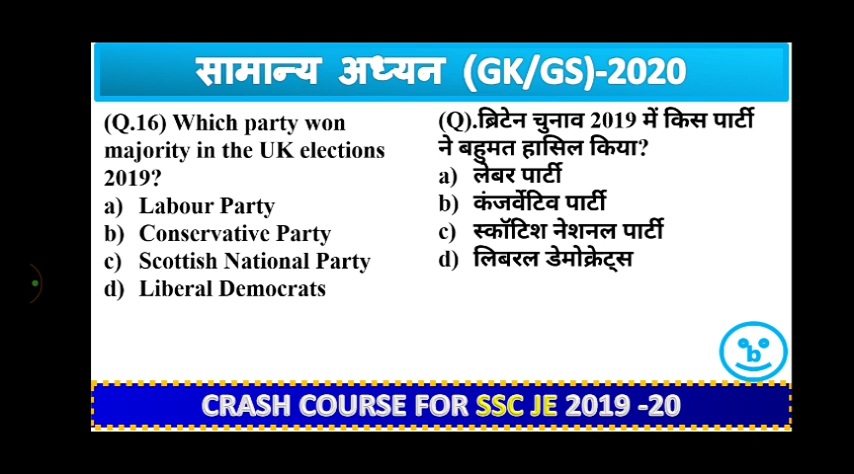 सामान्य अध्यन (GK/GS)-2020
(Q.16) Which party won
majority in the UK elections
2019?
a) Labour Party
b) Conservative Party
c) Scottish National Party
d) Liberal Democrats
(Q).ब्रिटेन चुनाव 2019 में किस पार्टी
ने बहुमत हासिल किया?
a) लेबर पार्टी
b) कंजर्वेटिव पार्टी
c) स्कॉटिश नेशनल पार्टी
d) लिबरल डेमोक्रेट्स
b
CRASH COURSE FOR SSC JE 2019 -20